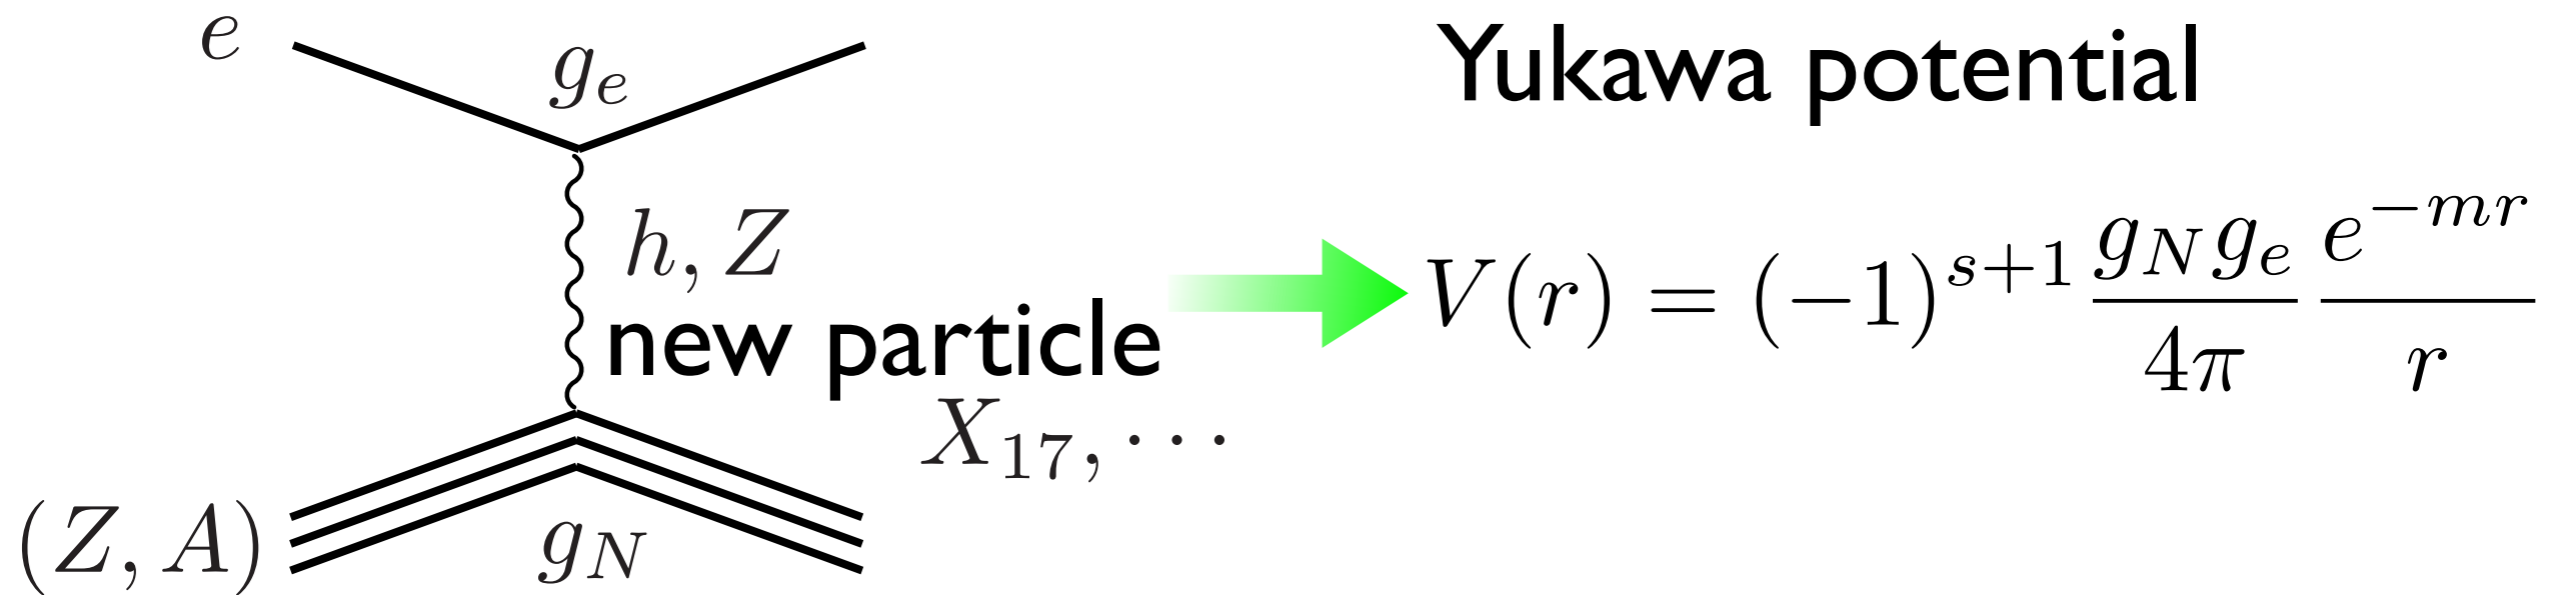 e
g_e
h, Z
new particle
X_{17}, \cdots
(Z, A)
g_N
Yukawa potential
V(r) = (-1)^{s+1} \frac{g_N g_e}{4\pi} \frac{e^{-mr}}{r}